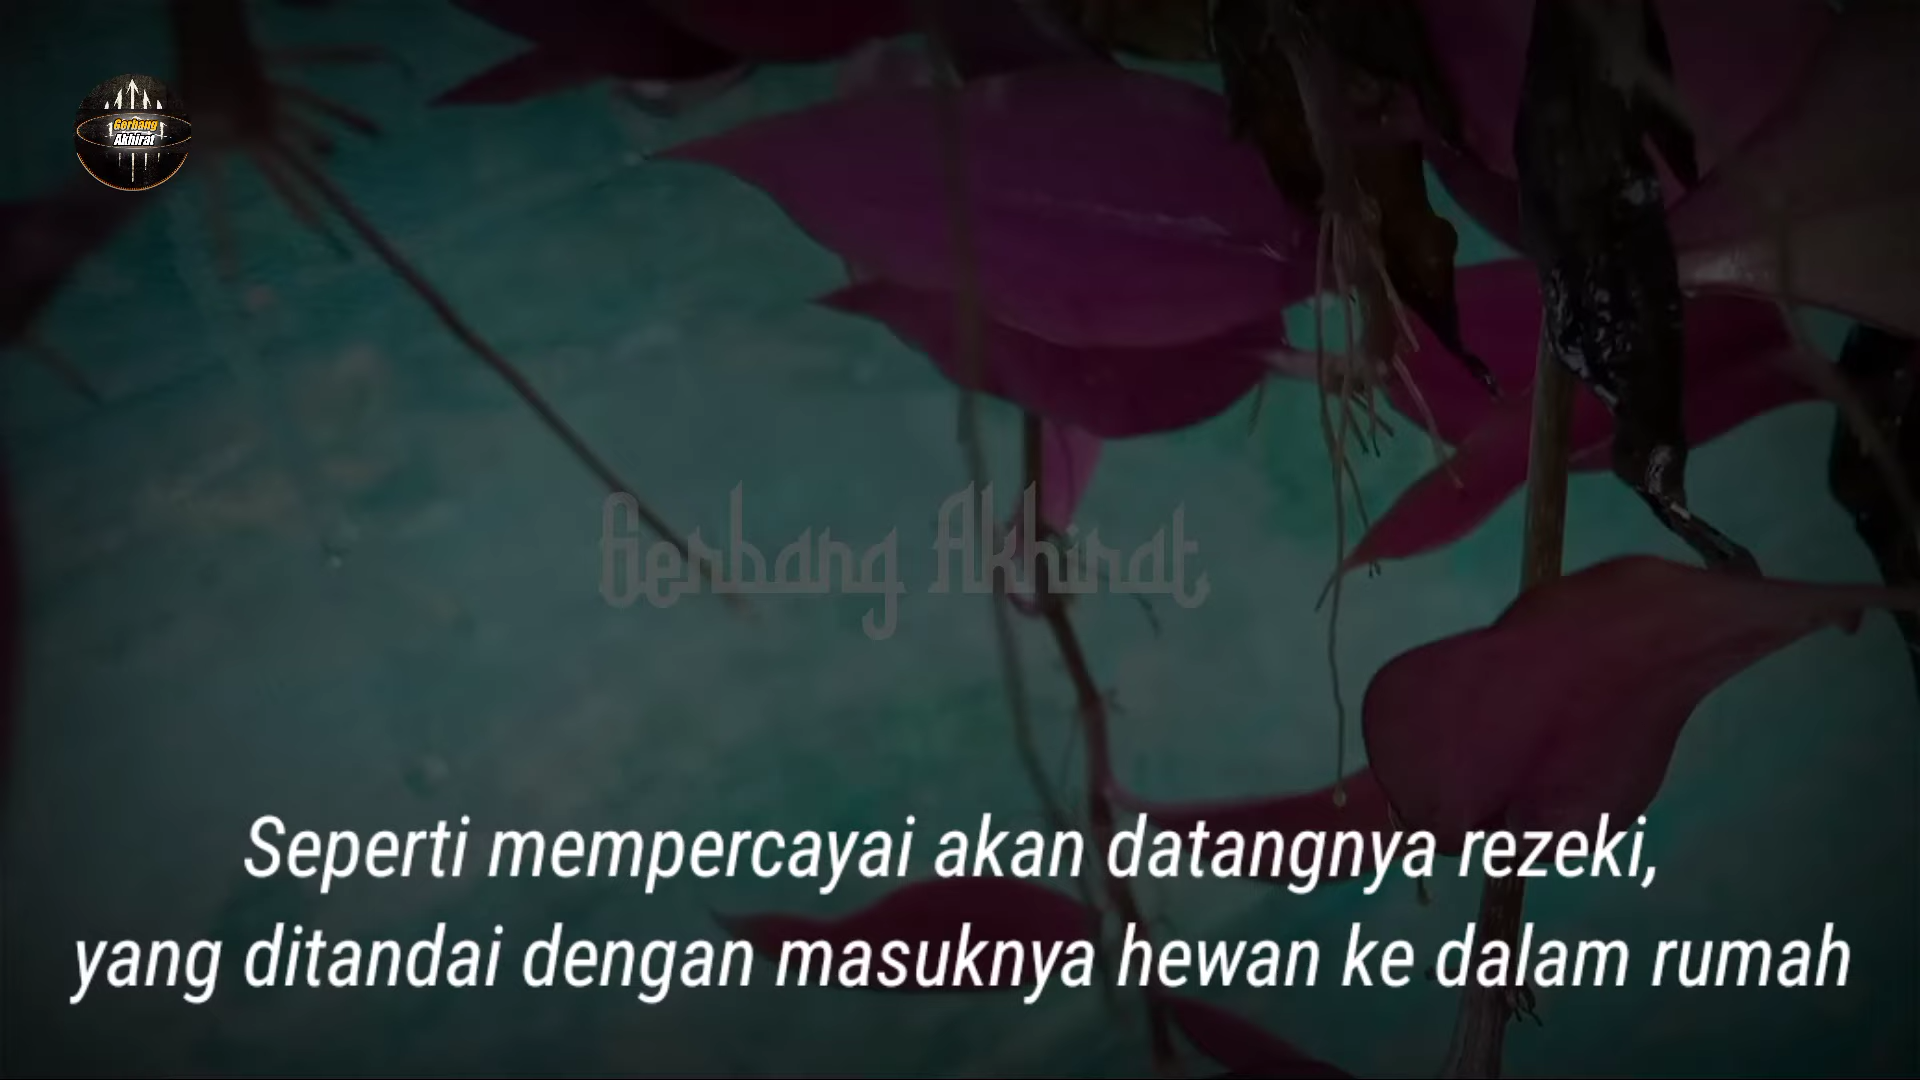 Gerbang
Akhirat
Gerbang Akhirat
Seperti mempercayai akan datangnya rezeki,
yang ditandai dengan masuknya hewan ke dalam rumah